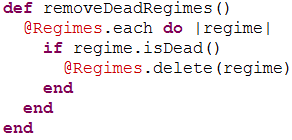 def removeDeadRegimes()
  @Regimes.each do |regime|
    if regime.isDead()
      @Regimes.delete(regime)
    end
  end
end